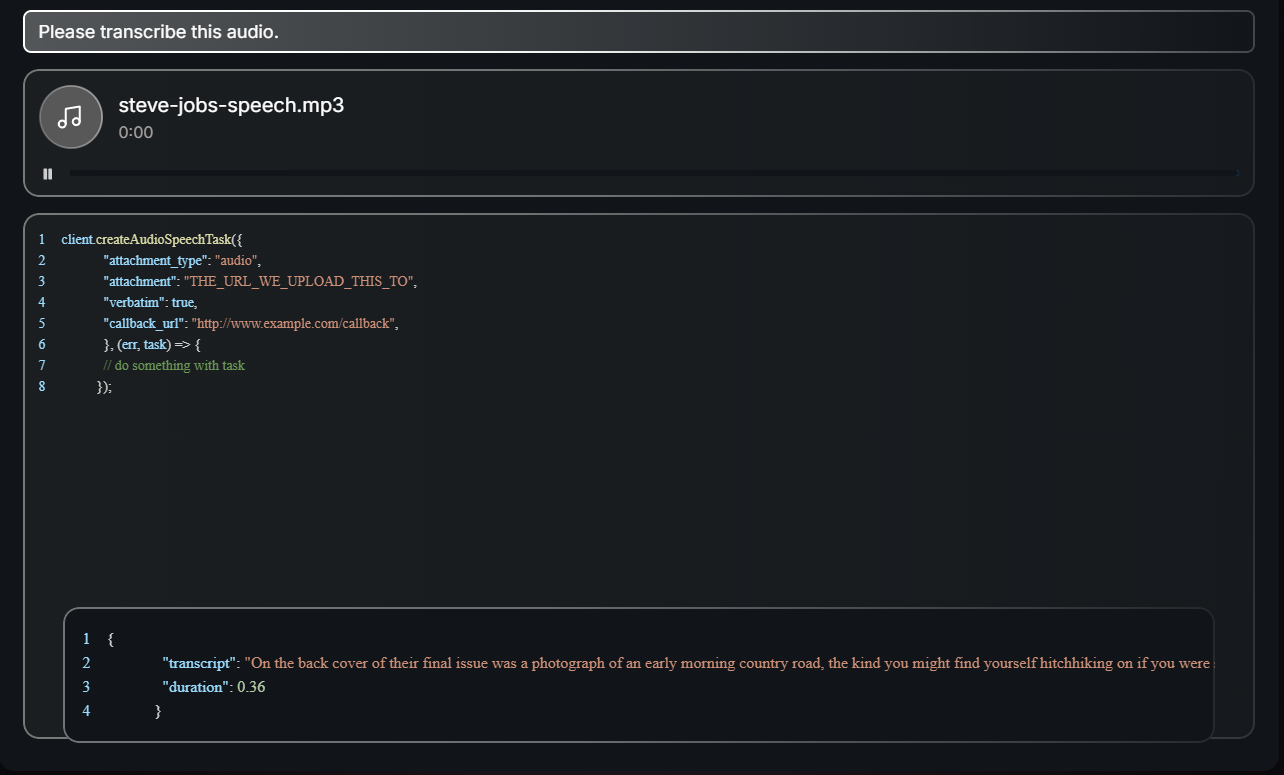 Please transcribe this audio.
steve-jobs-speech.mp3
0:00
1 client.createAudioSpeechTask({
2 "attachment_type": "audio",
3 "attachment": "THE_URL_WE_UPLOAD_THIS_TO",
4 "verbatim": true,
5 "callback_url": "http://www.example.com/callback",
6 }, (err, task) => {
7 // do something with task
8 });
1 {
2 "transcript": "On the back cover of their final issue was a photograph of an early morning country road, the kind you might find yourself hitchhiking on if you were
3 "duration": 0.36
4 }